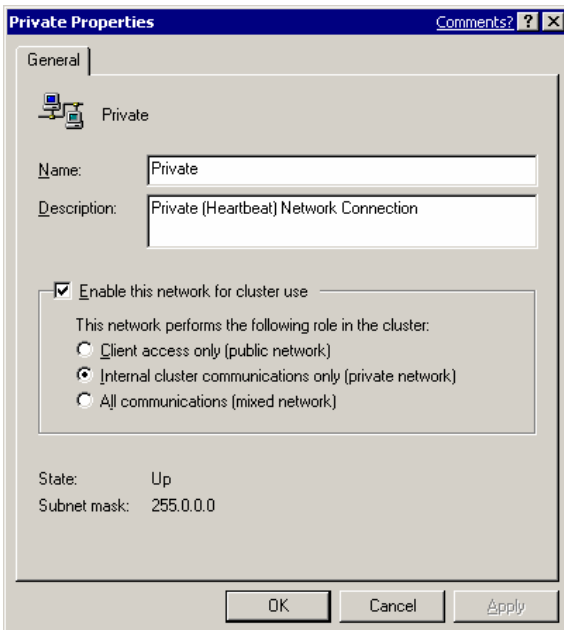 Private Properties Comments? ? X
General
Private
Name: Private
Description: Private (Heartbeat) Network Connection
Enable this network for cluster use
This network performs the following role in the cluster:
Client access only (public network)
Internal cluster communications only (private network)
All communications (mixed network)
State: Up
Subnet mask: 255.0.0.0
OK Cancel Apply